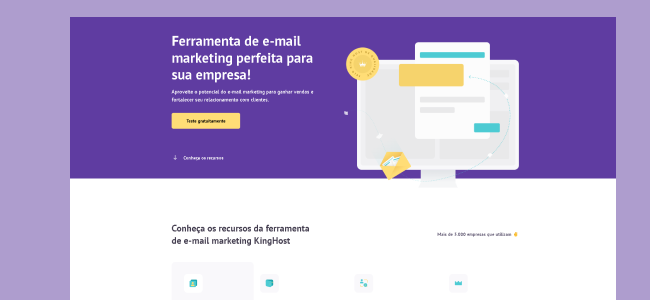 Ferramenta de e-mail
marketing perfeita para
sua empresa!
Aproveite o potencial do e-mail marketing para ganhar vendas e
fortalecer seu relacionamento com clientes.
Teste gratuitamente
Conheça os recursos
Conheça os recursos da ferramenta
de e-mail marketing KingHost
Mais de 3.000 empresas que utilizam